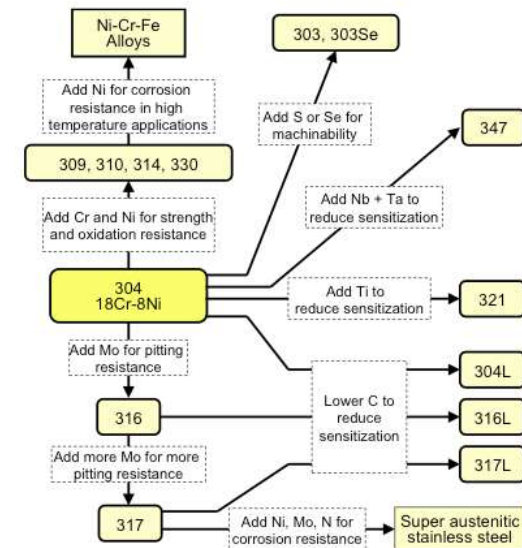 Ni-Cr-Fe
Alloys
303, 303Se
Add Ni for corrosion
resistance in high
temperature applications
Add S or Se for
machinability
347
309, 310, 314, 330
Add Nb + Ta to
reduce sensitization
Add Cr and Ni for strength
and oxidation resistance
304
18Cr-8Ni
Add Ti to
reduce sensitization
321
Add Mo for pitting
resistance
304L
Lower C to
reduce
sensitization
316
316L
Add more Mo for more
pitting resistance
317L
317
Add Ni, Mo, N for
corrosion resistance
Super austenitic
stainless steel